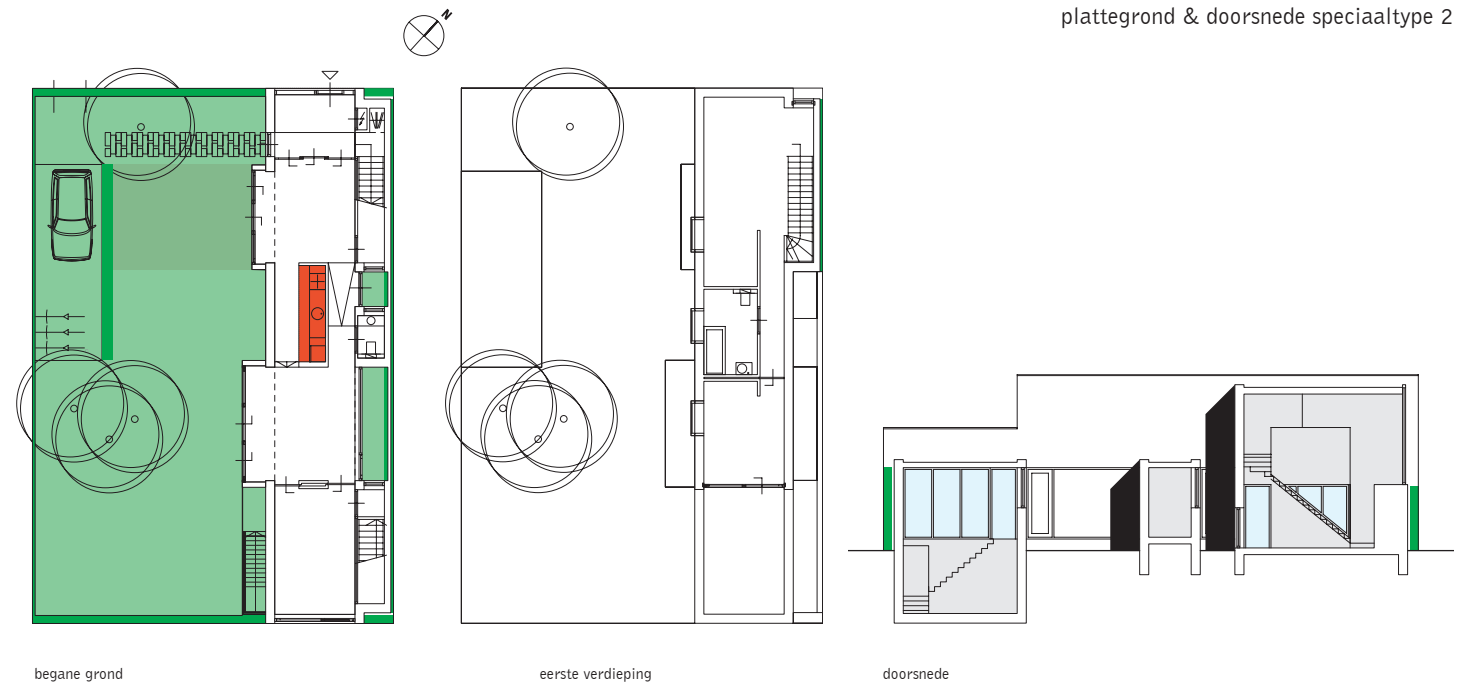 plattegrond & doorsnede speciaaltype 2
N
begane grond
eerste verdieping
doorsnede